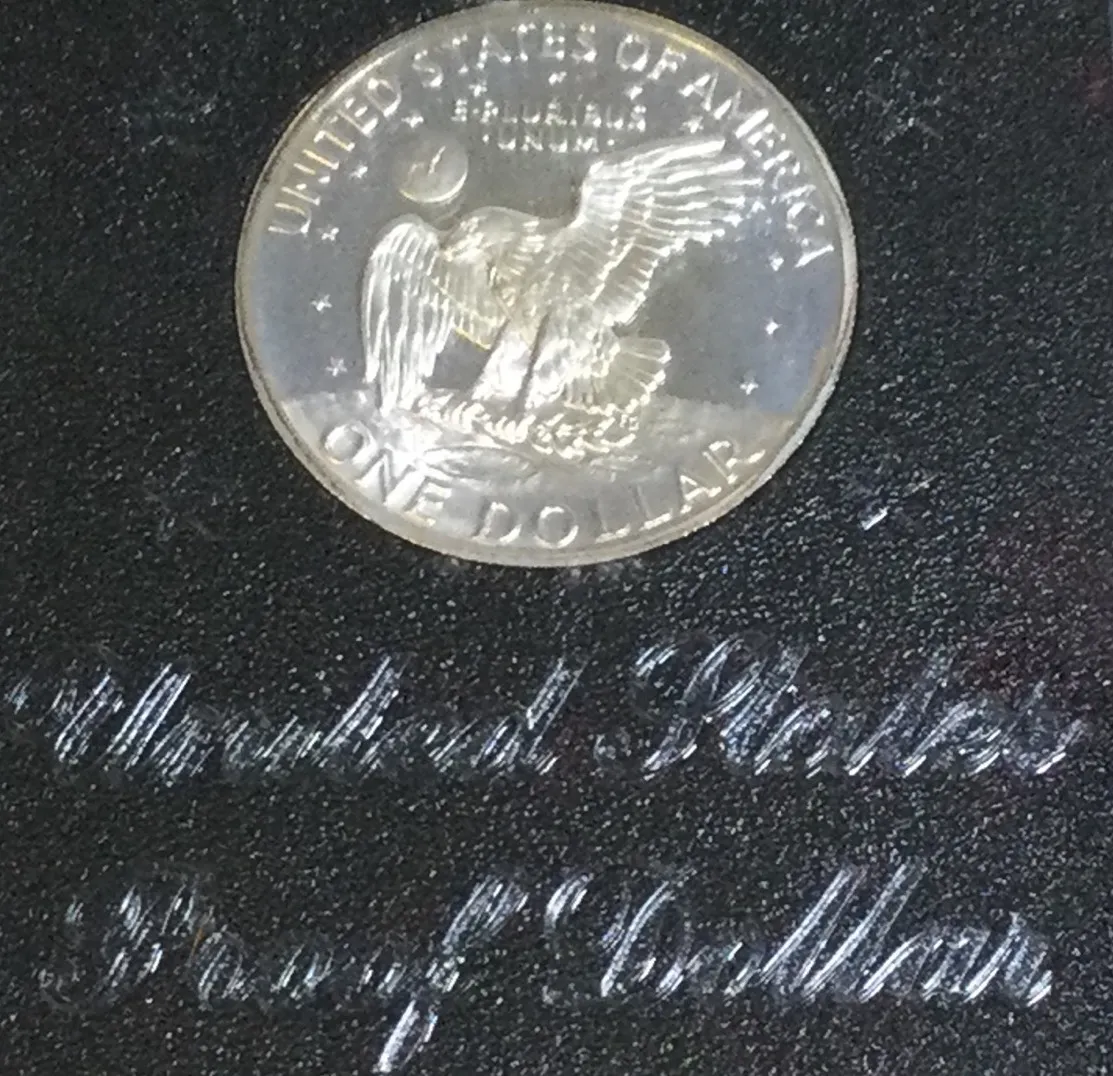 UNITED STATES OF AMERICA
E·PLURIBUS
·UNUM·
ONE DOLLAR
United States
Proof Dollar